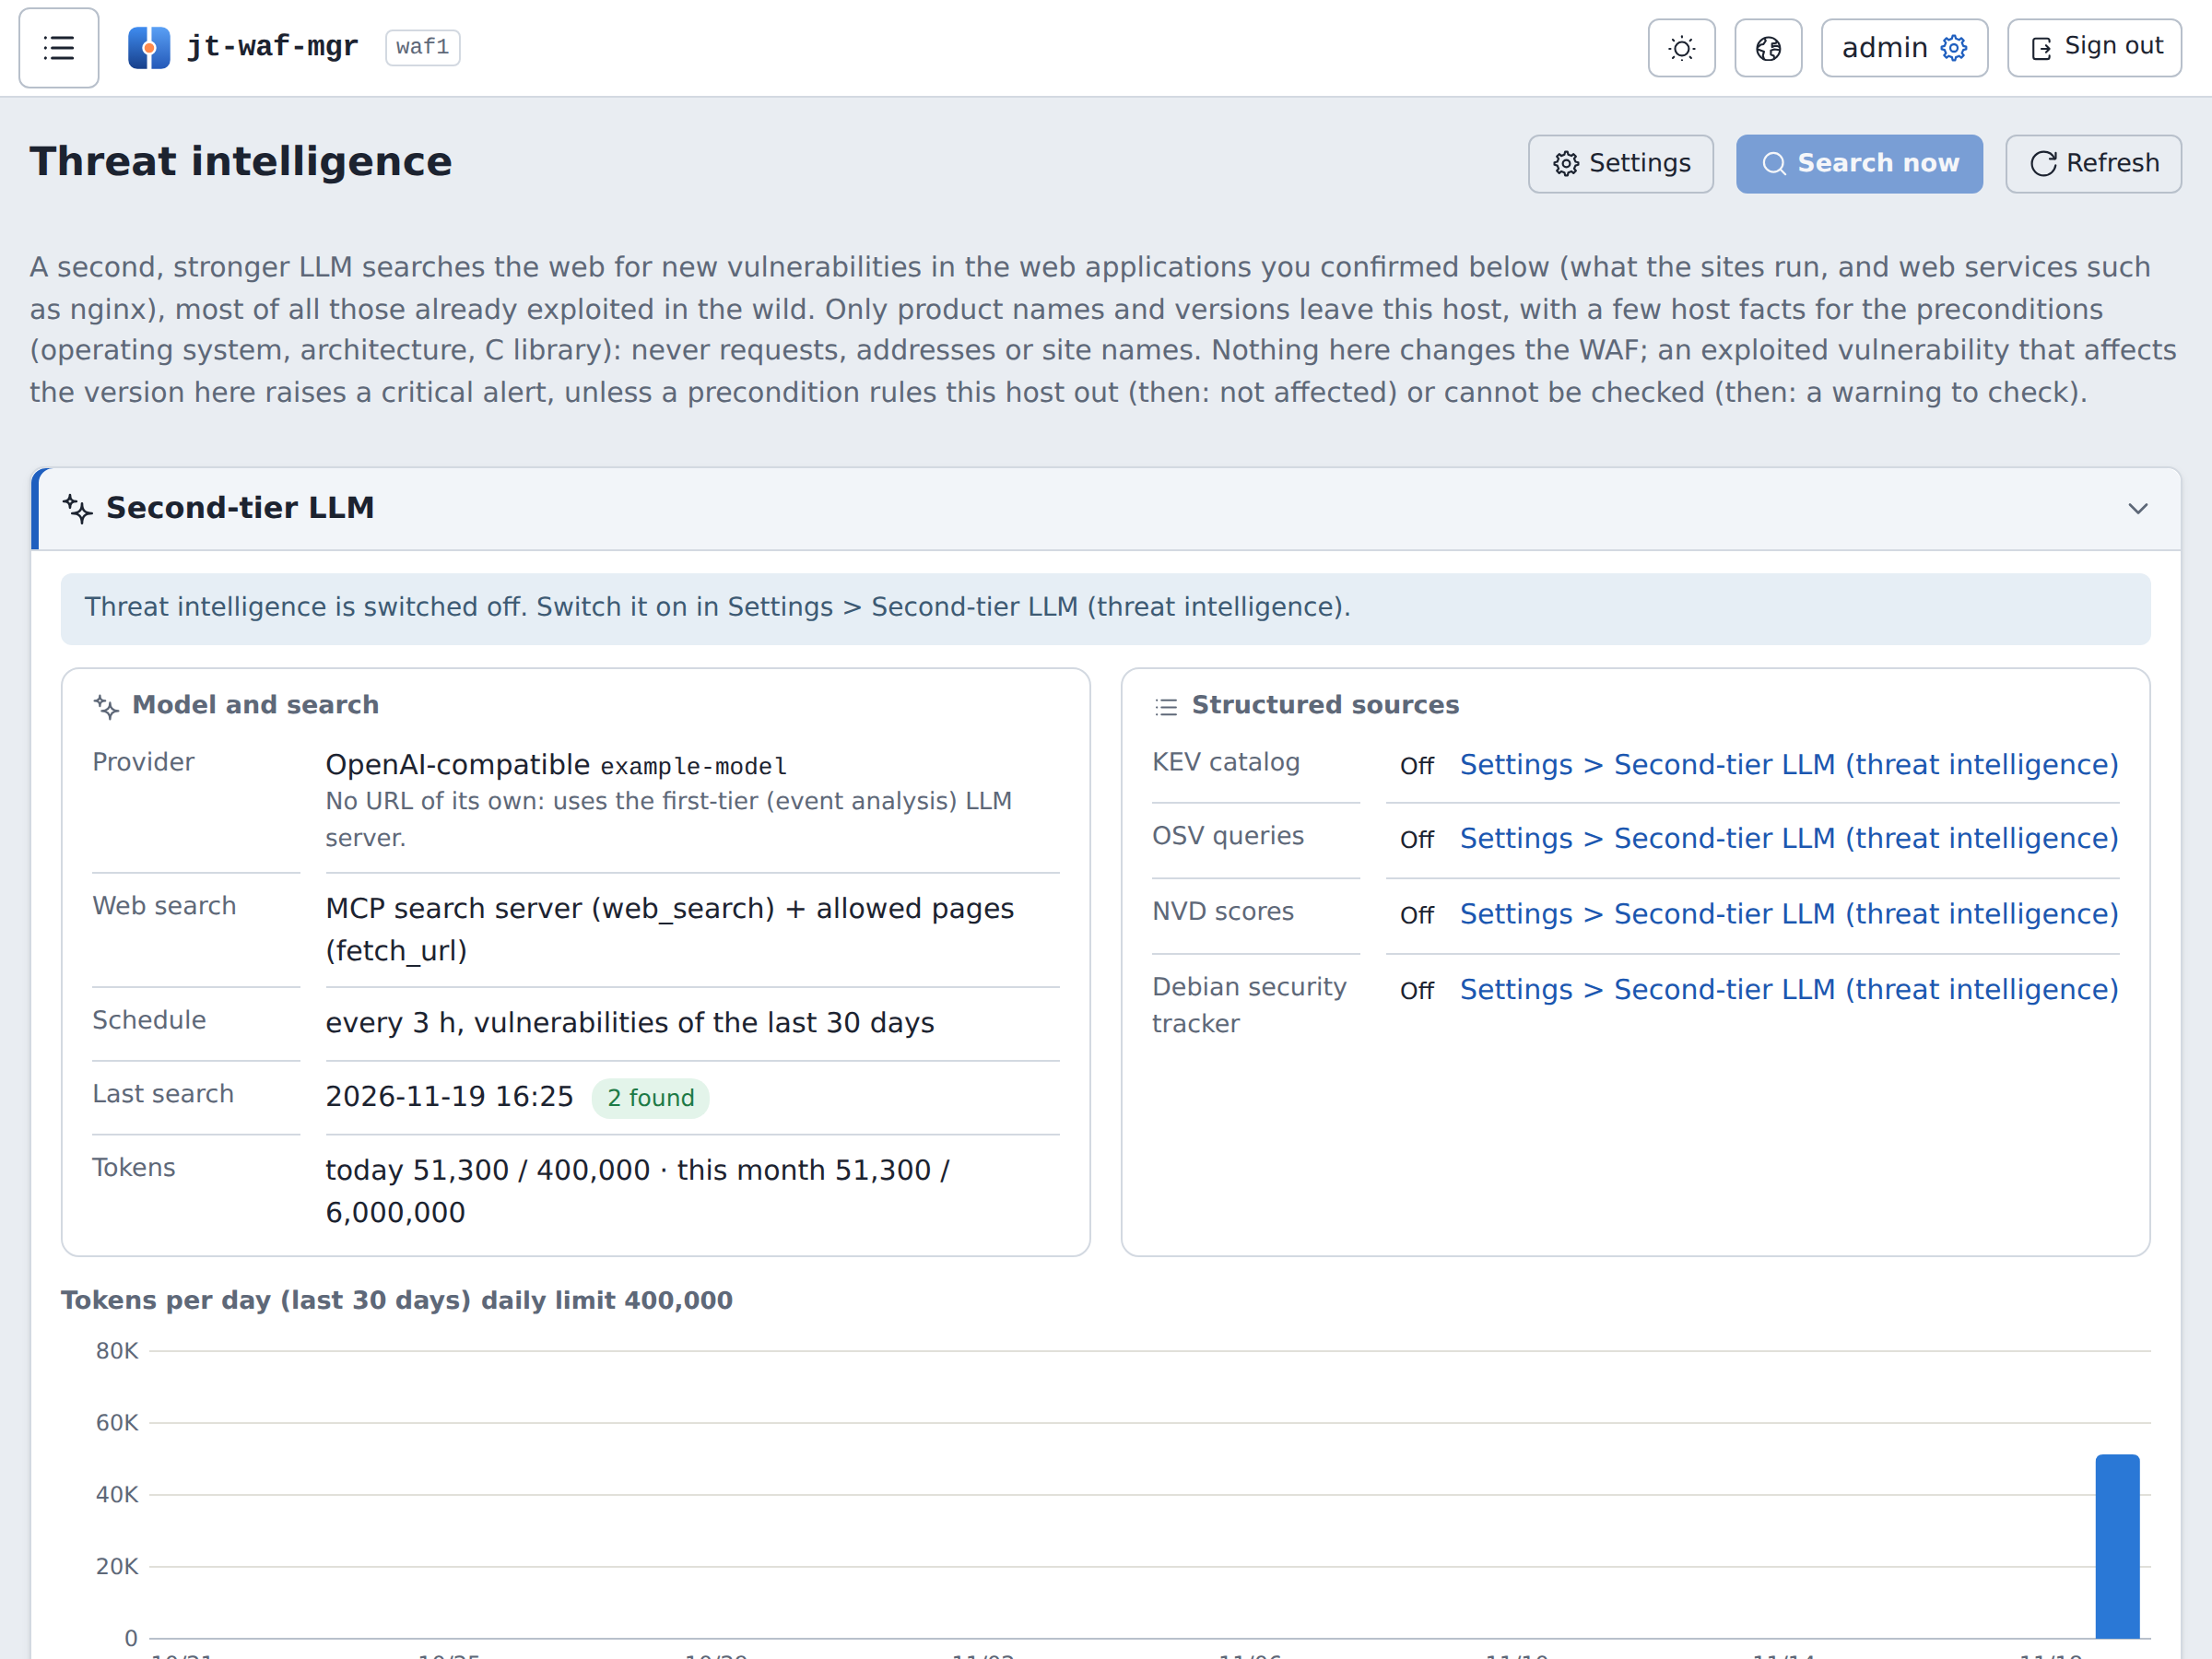 jt-waf-mgr waf1 admin Sign out
Threat intelligence Settings Search now Refresh
A second, stronger LLM searches the web for new vulnerabilities in the web applications you confirmed below (what the sites run, and web services such
as nginx), most of all those already exploited in the wild. Only product names and versions leave this host, with a few host facts for the preconditions
(operating system, architecture, C library): never requests, addresses or site names. Nothing here changes the WAF; an exploited vulnerability that affects
the version here raises a critical alert, unless a precondition rules this host out (then: not affected) or cannot be checked (then: a warning to check).
Second-tier LLM
Threat intelligence is switched off. Switch it on in Settings > Second-tier LLM (threat intelligence).
Model and search
Provider OpenAI-compatible example-model
No URL of its own: uses the first-tier (event analysis) LLM
server.
Web search MCP search server (web_search) + allowed pages
(fetch_url)
Schedule every 3 h, vulnerabilities of the last 30 days
Last search 2026-11-19 16:25 2 found
Tokens today 51,300 / 400,000 · this month 51,300 /
6,000,000
Structured sources
KEV catalog Off Settings > Second-tier LLM (threat intelligence)
OSV queries Off Settings > Second-tier LLM (threat intelligence)
NVD scores Off Settings > Second-tier LLM (threat intelligence)
Debian security Off Settings > Second-tier LLM (threat intelligence)
tracker
Tokens per day (last 30 days) daily limit 400,000
80K
60K
40K
20K
0